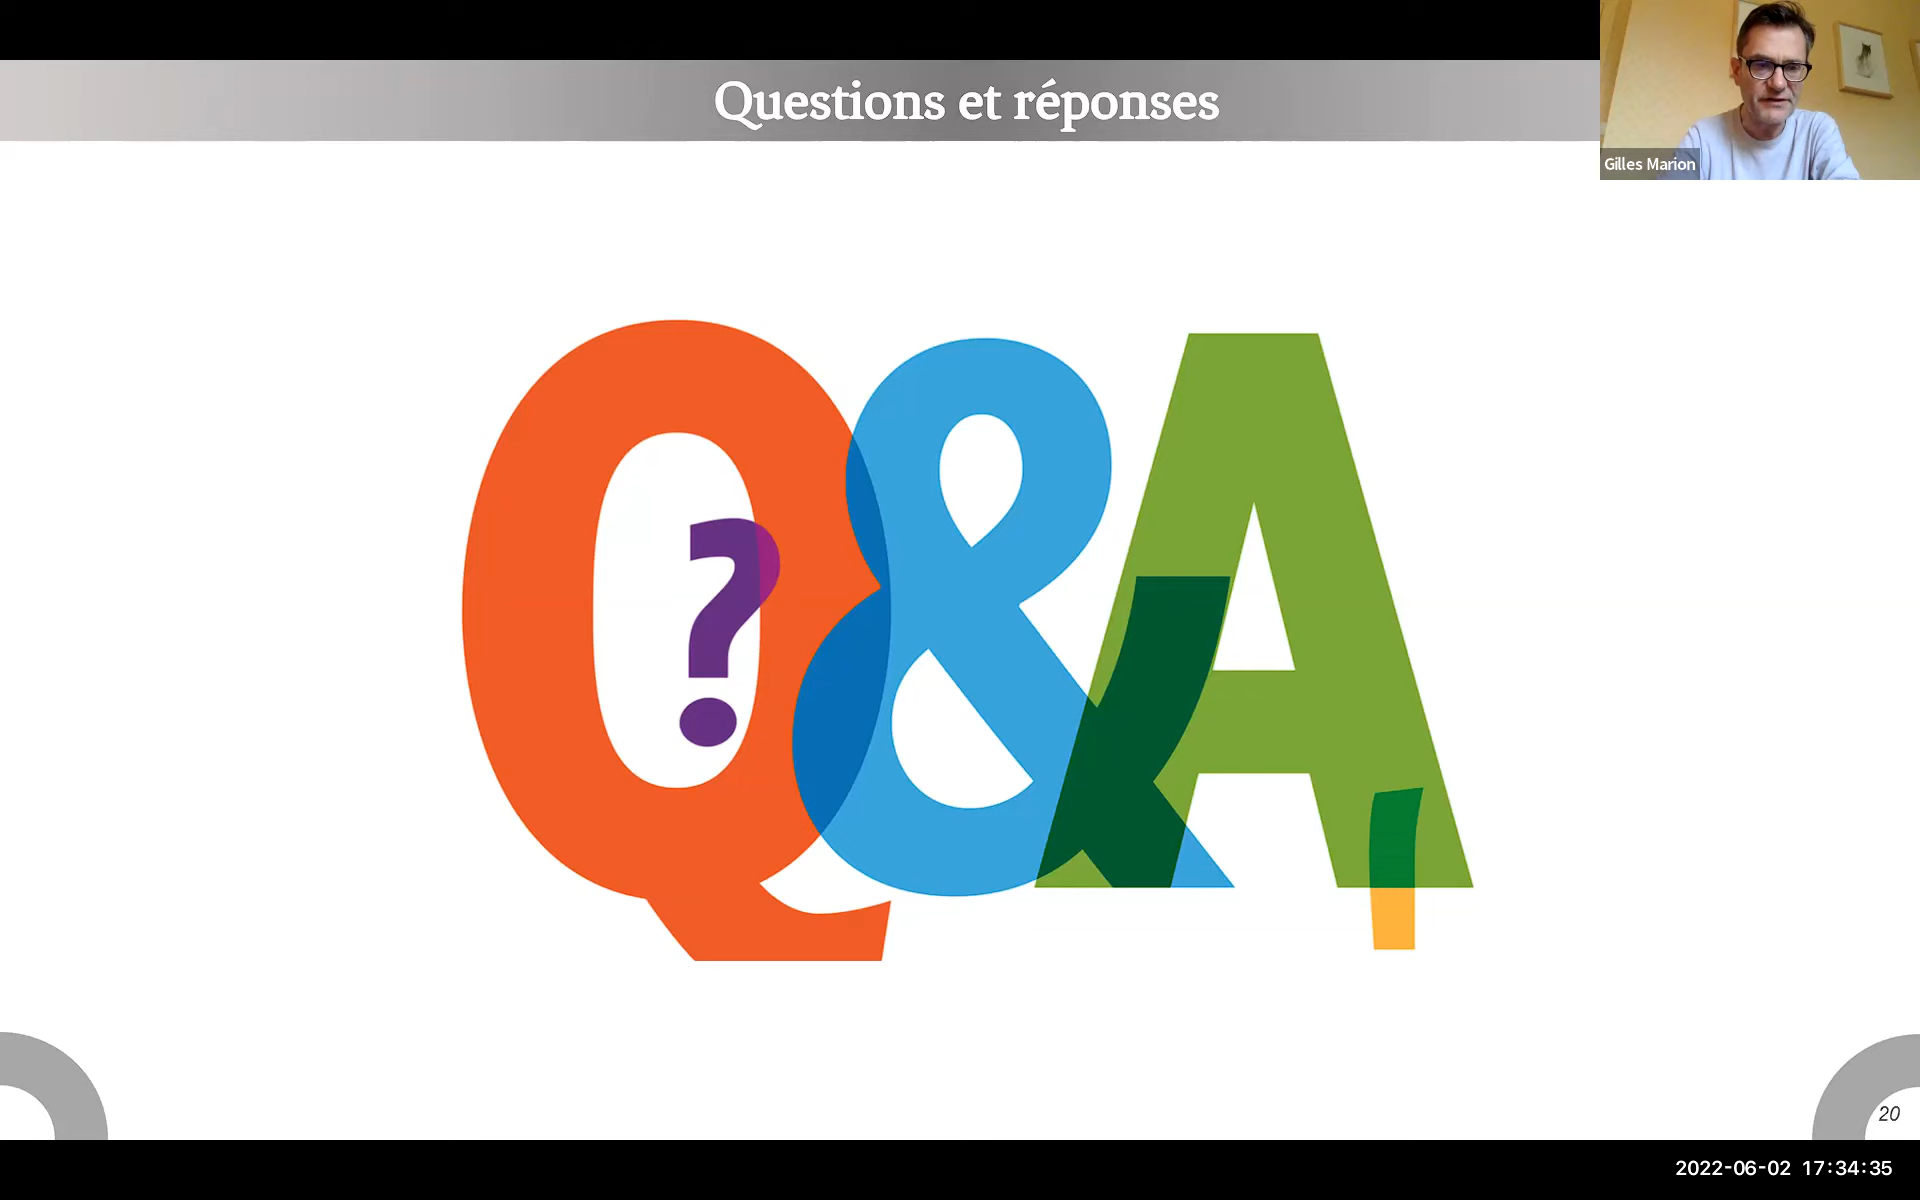 Questions et réponses
Gilles Marion
Q&A
?
20
2022-06-02 17:34:35